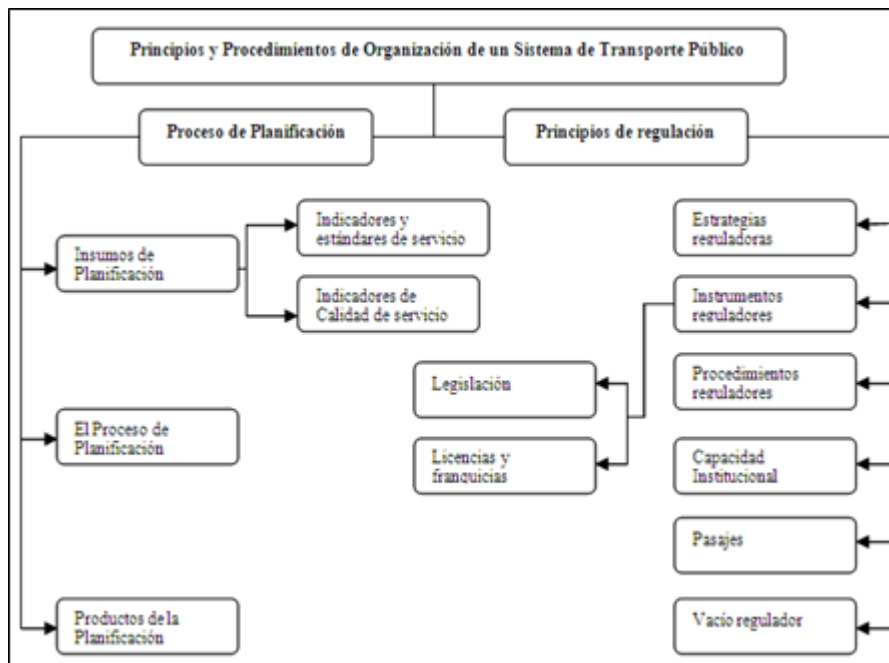 Principios y Procedimientos de Organización de un Sistema de Transporte Público
Proceso de Planificación
Principios de regulación
Insumos de
Planificación
Indicadores y
estándares de servicio
Indicadores de
Calidad de servicio
El Proceso de
Planificación
Productos de la
Planificación
Estrategias
reguladoras
Instrumentos
reguladores
Legislación
Licencias y
franquicias
Procedimientos
reguladores
Capacidad
Institucional
Pasajes
Vacío regulador